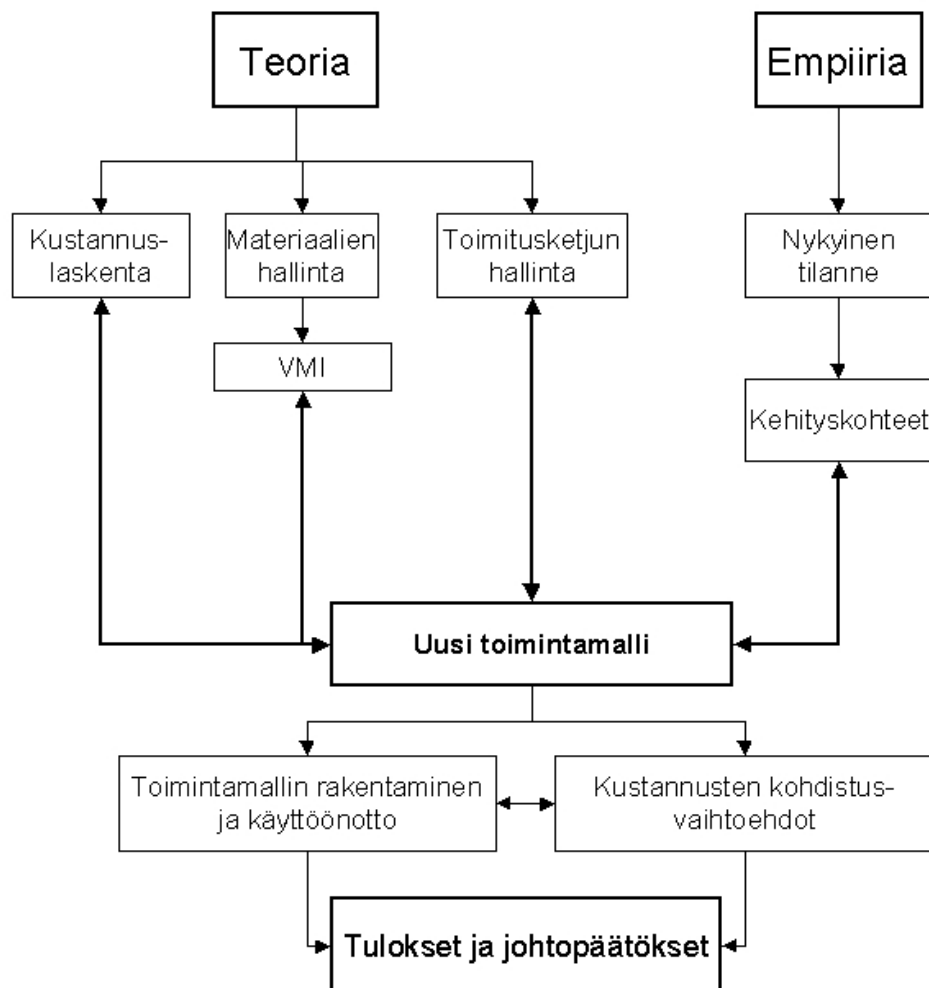 Teoria
Empiiria
Kustannus-
laskenta
Materiaalien
hallinta
Toimitusketjun
hallinta
Nykyinen
tilanne
VMI
Kehityskohteet
Uusi toimintamalli
Toimintamallin rakentaminen
ja käyttöönotto
Kustannusten kohdistus-
vaihtoehdot
Tulokset ja johtopäätökset